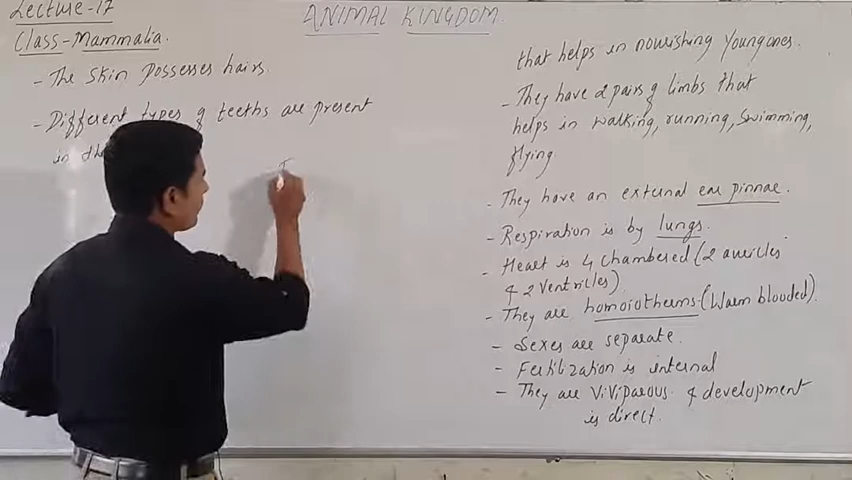 Lecture-17
ANIMAL KINGDOM.
Class-Mammalia.
- The Skin possesses hairs.
- Different types of teeths are present
in
that helps in nourishing young ones.
- They have 2 pairs of limbs that
helps in walking, running, swimming,
flying.
- They have an external ear pinnae.
- Respiration is by lungs.
- Heart is 4 chambered (2 auricles
& 2 ventricles)
- They are homoiotherms-(Warm blooded).
- Sexes are separate.
- Fertilization is internal
- They are Viviparous & development
is direct.